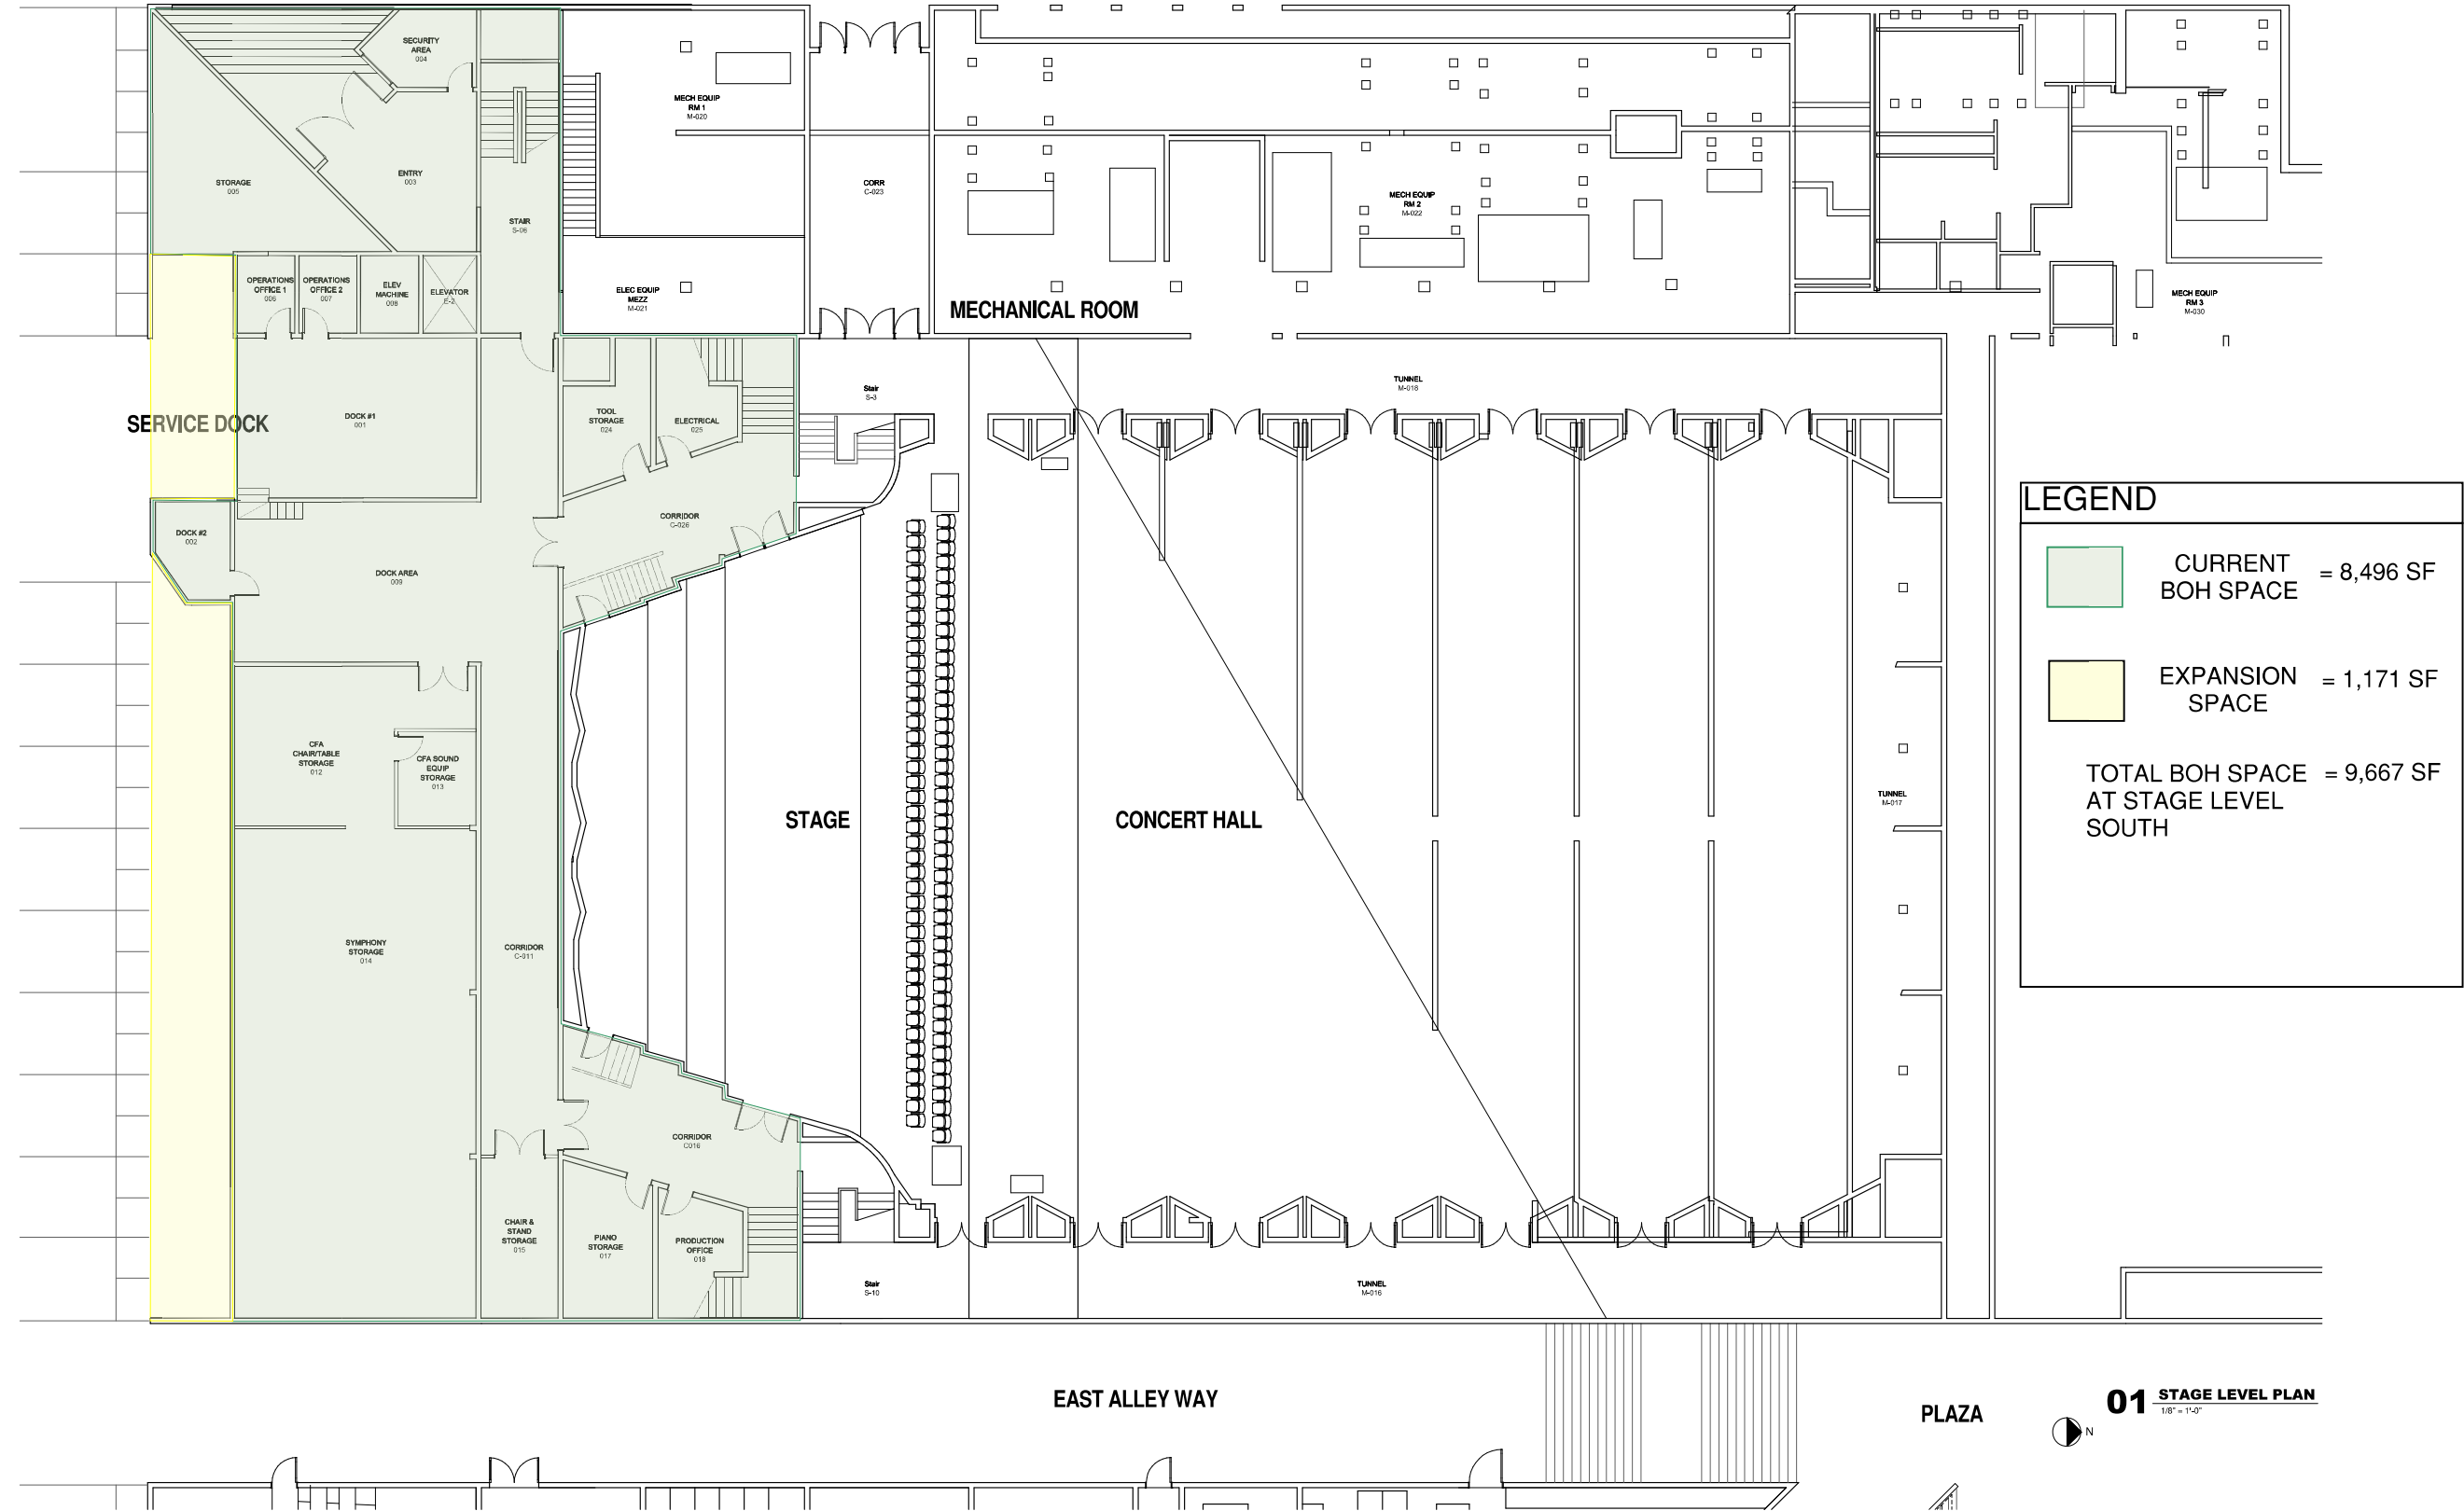 SECURITY
AREA
004
MECH EQUIP
RM 1
M-020
STORAGE
005
ENTRY
003
STAIR
S-06
CORR
C-023
MECH EQUIP
RM 2
M-022
OPERATIONS
OFFICE 1
006
OPERATIONS
OFFICE 2
007
ELEV
MACHINE
008
ELEVATOR
E-2
ELEC EQUIP
MEZZ
M-021
MECHANICAL ROOM
MECH EQUIP
RM 3
M-030
SERVICE DOCK
DOCK #1
001
TOOL
STORAGE
024
ELECTRICAL
025
Stair
S-3
TUNNEL
M-018
DOCK #2
002
CORRIDOR
C-026
DOCK AREA
009
LEGEND
CURRENT
BOH SPACE
= 8,496 SF
EXPANSION
SPACE
= 1,171 SF
TOTAL BOH SPACE = 9,667 SF
AT STAGE LEVEL
SOUTH
CFA
CHAIR/TABLE
STORAGE
012
CFA SOUND
EQUIP
STORAGE
013
STAGE
CONCERT HALL
TUNNEL
M-017
SYMPHONY
STORAGE
014
CORRIDOR
C-011
CORRIDOR
C016
CHAIR &
STAND
STORAGE
015
PIANO
STORAGE
017
PRODUCTION
OFFICE
018
Stair
S-10
TUNNEL
M-016
EAST ALLEY WAY
PLAZA
N
01 STAGE LEVEL PLAN
1/8" = 1'-0"